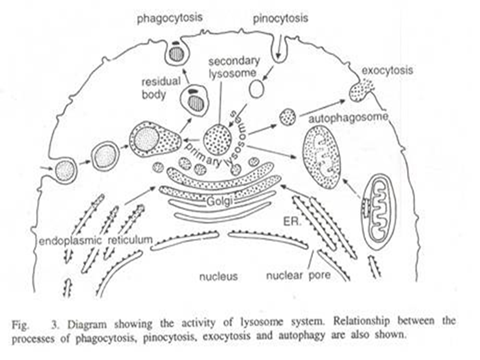 phagocytosis pinocytosis
secondary
lysosome
exocytosis
residual
body
autophagosome
primary lysosomes
Golgi
ER.
endoplasmic reticulum
nucleus nuclear pore
Fig. 3. Diagram showing the activity of lysosome system. Relationship between the
processes of phagocytosis, pinocytosis, exocytosis and autophagy are also shown.